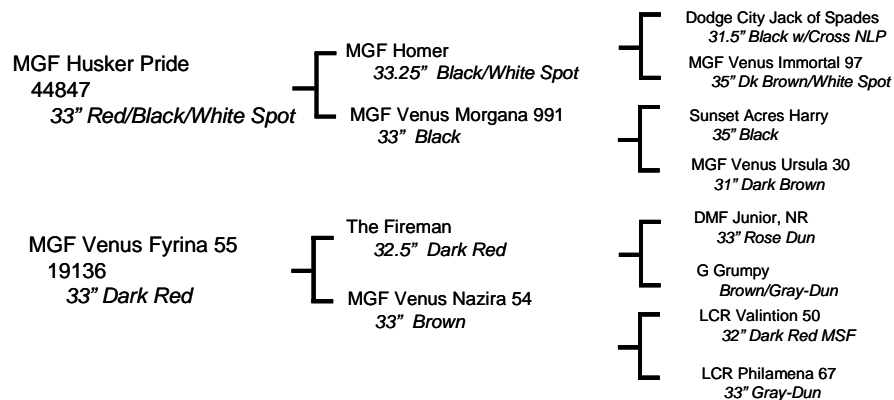 MGF Husker Pride
44847
33” Red/Black/White Spot
MGF Homer
33.25” Black/White Spot
MGF Venus Morgana 991
33” Black
Dodge City Jack of Spades
31.5” Black w/Cross NLP
MGF Venus Immortal 97
35” Dk Brown/White Spot
Sunset Acres Harry
35” Black
MGF Venus Ursula 30
31” Dark Brown
MGF Venus Fyrina 55
19136
33” Dark Red
The Fireman
32.5” Dark Red
MGF Venus Nazira 54
33” Brown
DMF Junior, NR
33” Rose Dun
G Grumpy
Brown/Gray-Dun
LCR Valintion 50
32” Dark Red MSF
LCR Philamena 67
33” Gray-Dun